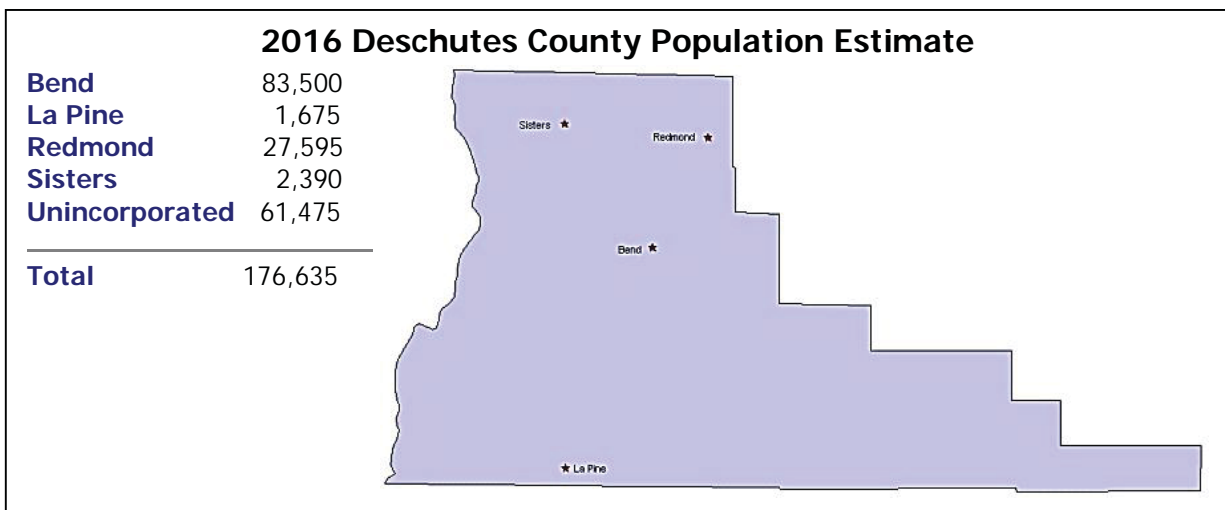 2016 Deschutes County Population Estimate
Bend 83,500
La Pine 1,675
Redmond 27,595
Sisters 2,390
Unincorporated 61,475
Total 176,635
Sisters
Redmond
Bend
La Pine